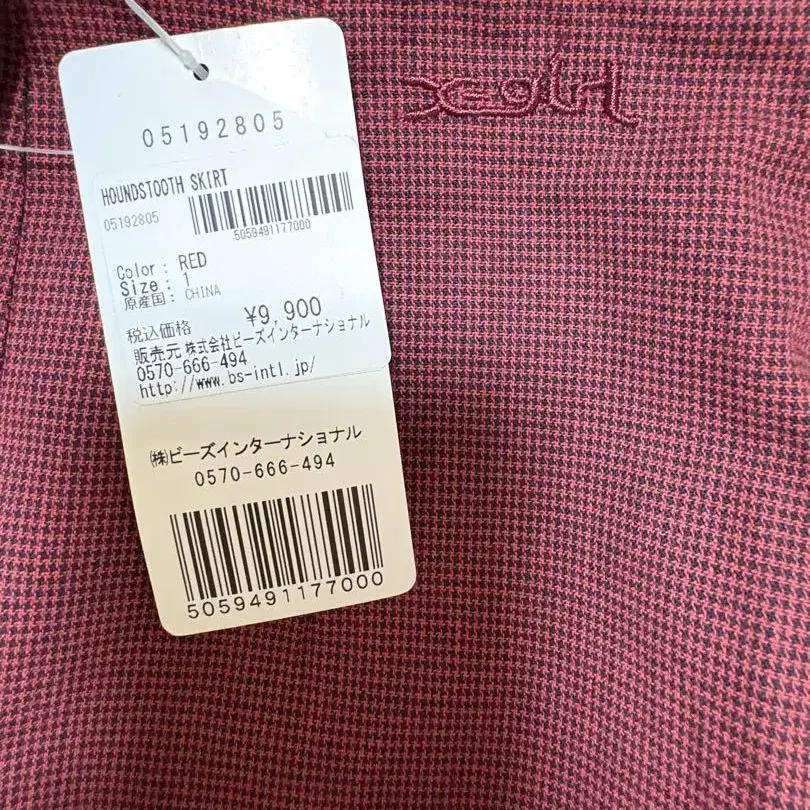 05192805
HOUNDSTOOTH SKIRT
05192805
5059491177000
Color : RED
Size : 1
原産国 : CHINA
税込価格 ¥9,900
販売元 株式会社ビーズインターナショナル
0570-666-494
http://www.bs-intl.jp/
㈱ビーズインターナショナル
0570-666-494
5059491177000